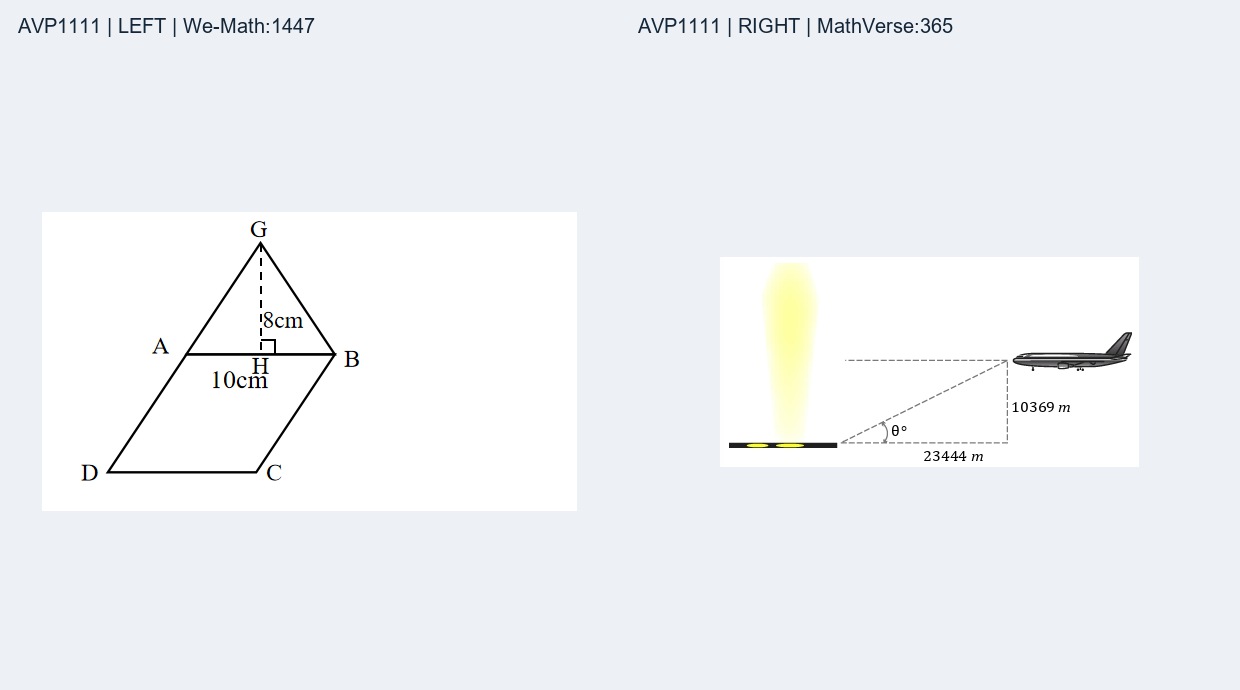 AVP1111 | LEFT | We-Math:1447
AVP1111 | RIGHT | MathVerse:365
G
8cm
A
H
B
10cm
D
C
10369 m
θ°
23444 m